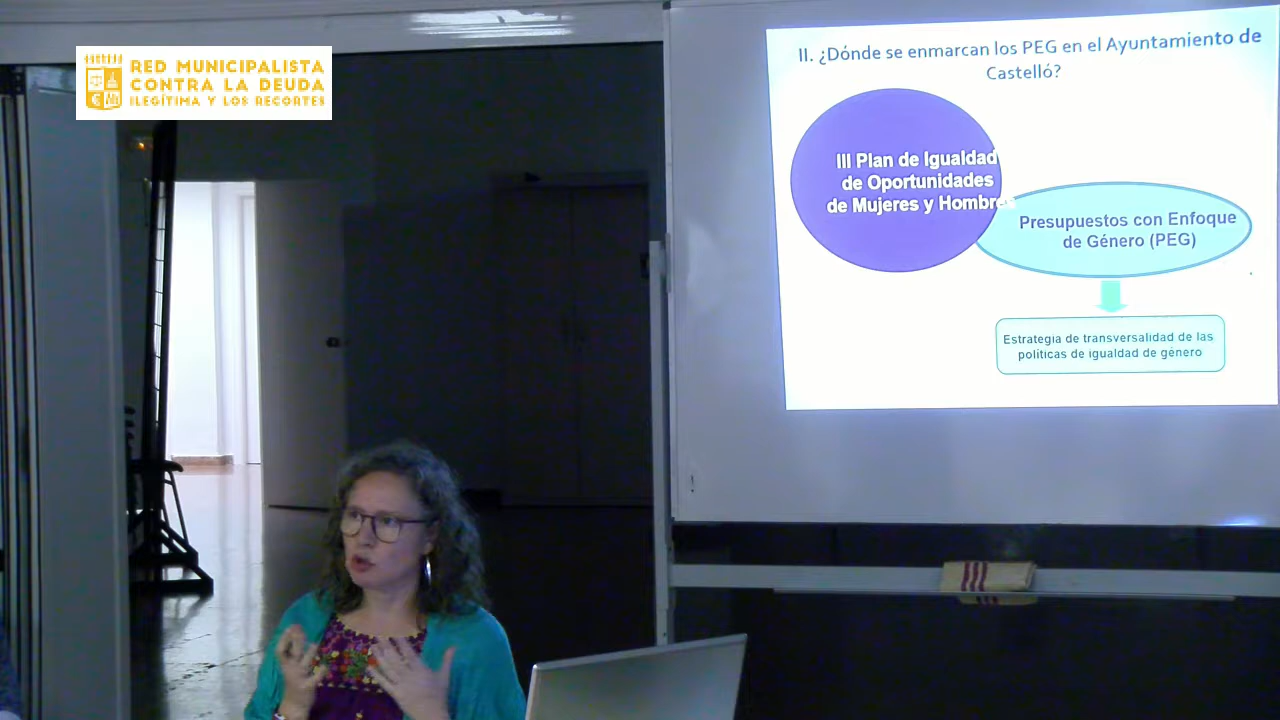 RED MUNICIPALISTA
CONTRA LA DEUDA
ILEGÍTIMA Y LOS RECORTES
II. ¿Dónde se enmarcan los PEG en el Ayuntamiento de
Castelló?
III Plan de Igualdad
de Oportunidades
de Mujeres y Hombres
Presupuestos con Enfoque
de Género (PEG)
Estrategia de transversalidad de las
políticas de igualdad de género